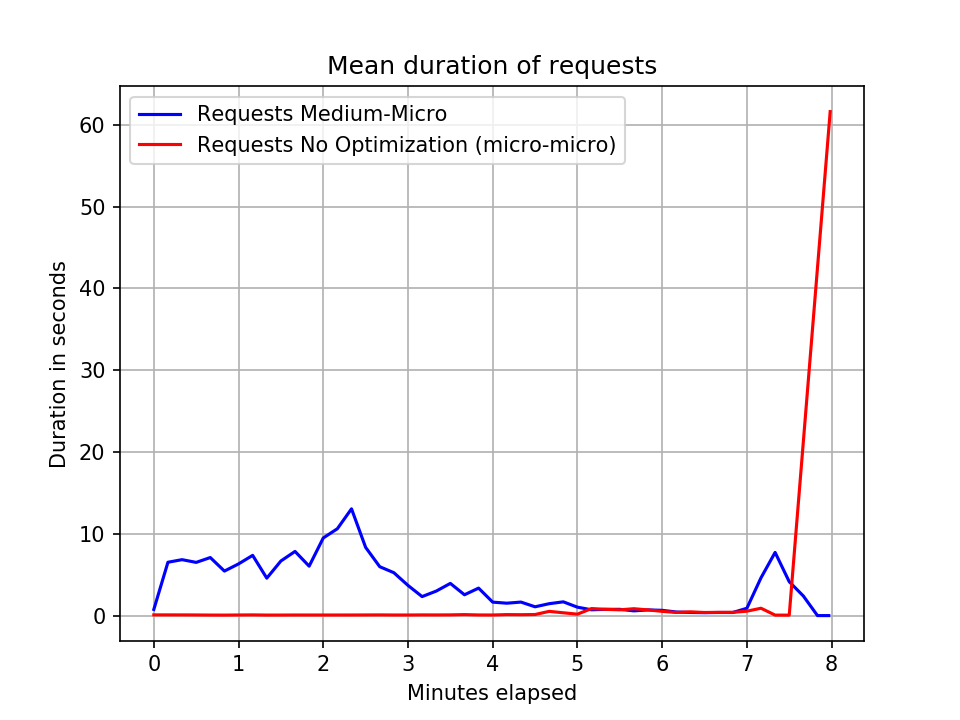 Mean duration of requests
Requests Medium-Micro
Requests No Optimization (micro-micro)
60
50
40
30
20
10
0
Duration in seconds
0 1 2 3 4 5 6 7 8
Minutes elapsed